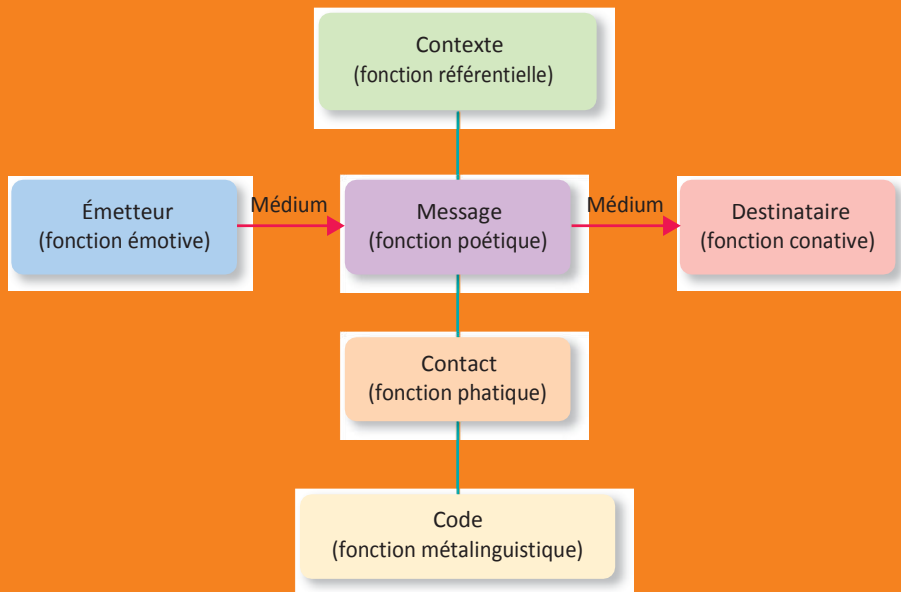 Contexte
(fonction référentielle)
Émetteur
(fonction émotive)
Médium
Message
(fonction poétique)
Médium
Destinataire
(fonction conative)
Contact
(fonction phatique)
Code
(fonction métalinguistique)